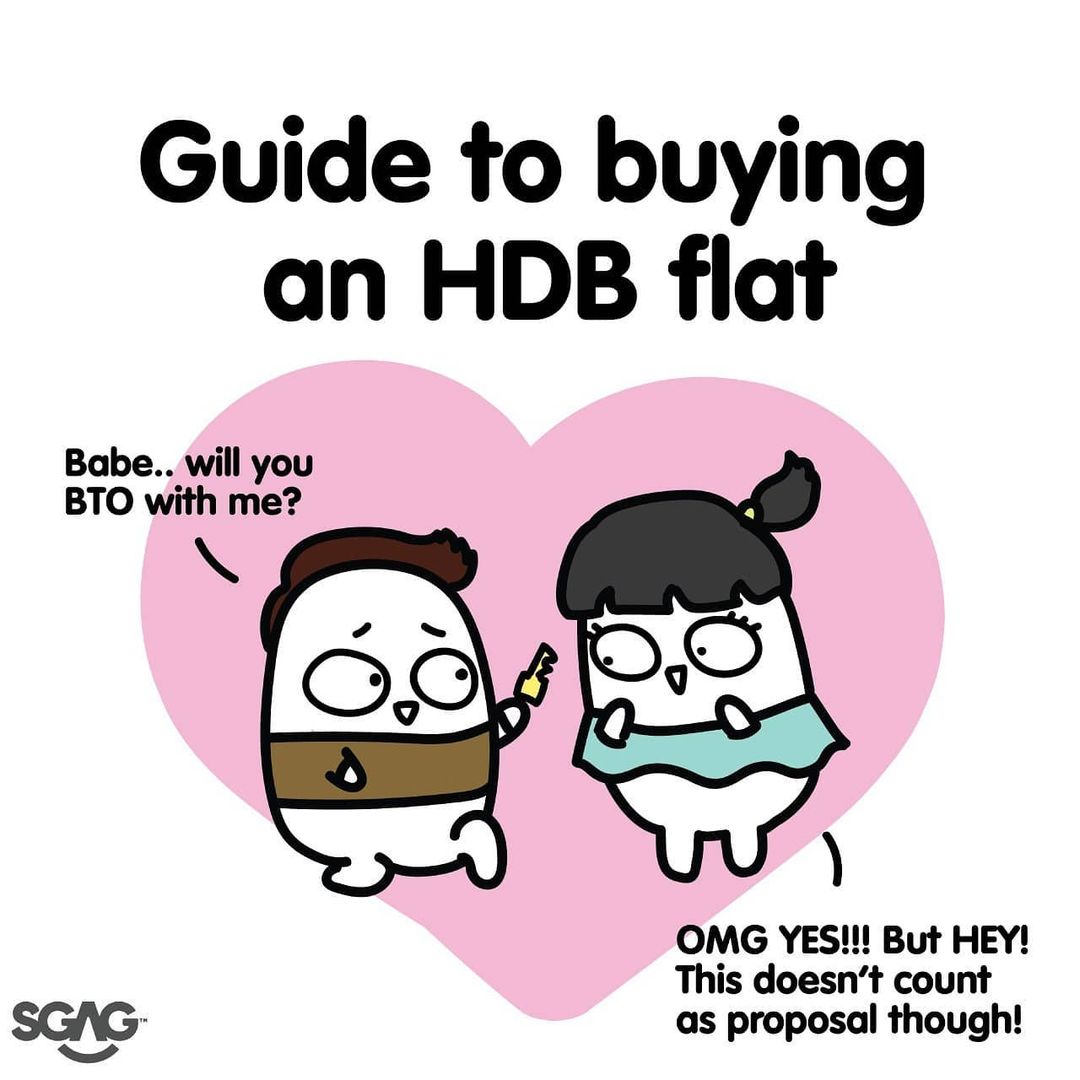 Guide to buying
an HDB flat
Babe.. will you
BTO with me?
OMG YES!!! But HEY!
This doesn't count
as proposal though!
SGAG™